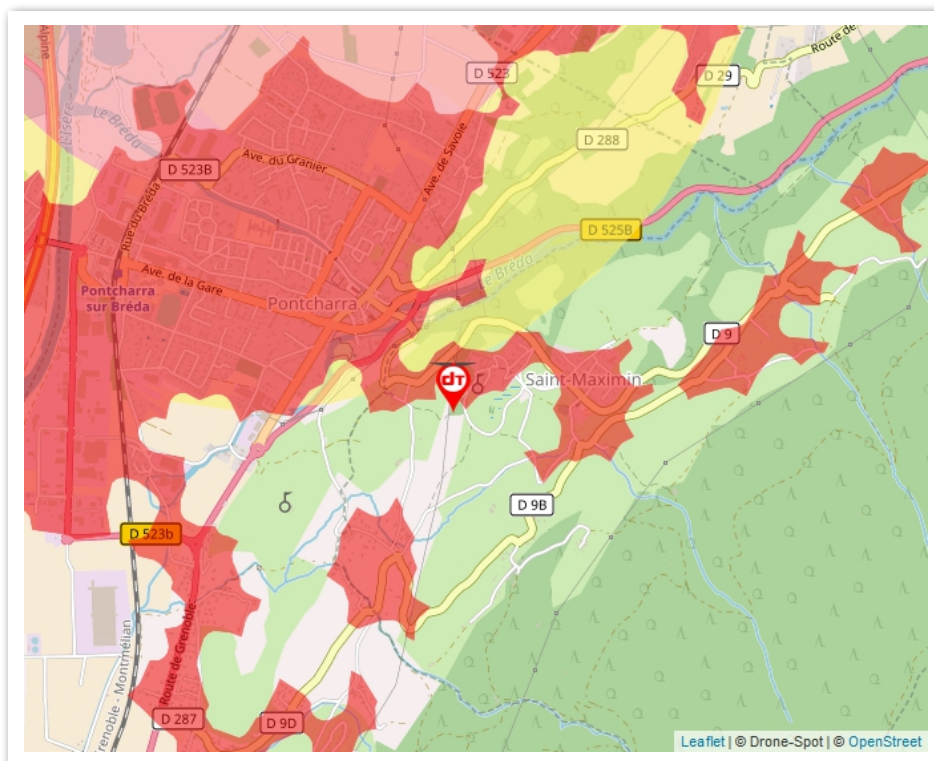 Alpine
L'Isère
Le Bréda
D 523
D 29
Route de
D 288
D 523B
Ave. du Granier
Ave. de Savoie
Rue du Bréda
D 525B
Le Bréda
Ave. de la Gare
Pontcharra
sur Bréda
Pontcharra
D 9
dT
Saint-Maximin
D 9B
D 523b
Route de Grenoble
renoble - Montmélian
D 287
D 9D
Leaflet | © Drone-Spot | © OpenStreet